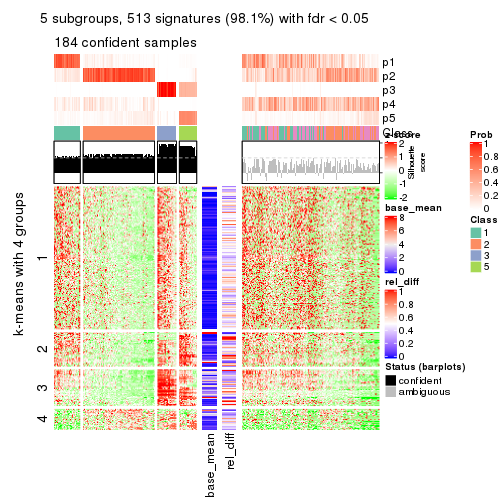 5 subgroups, 513 signatures (98.1%) with fdr < 0.05
184 confident samples
p1
p2
p3
p4
p5
Class
z-score
2
1
0
-1
-2
Silhouette
score
Prob
1
0.8
0.6
0.4
0.2
0
base_mean
8
6
4
2
0
Class
1
2
3
5
rel_diff
1
0.8
0.6
0.4
0.2
0
Status (barplots)
confident
ambiguous
k-means with 4 groups
1
2
3
4
base_mean
rel_diff